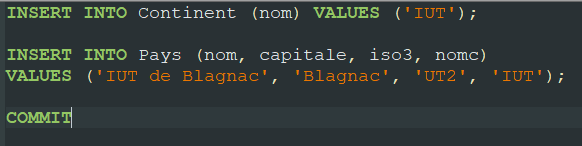 INSERT INTO Continent (nom) VALUES ('IUT');
INSERT INTO Pays (nom, capitale, iso3, nomc)
VALUES ('IUT de Blagnac', 'Blagnac', 'UT2', 'IUT');
COMMIT